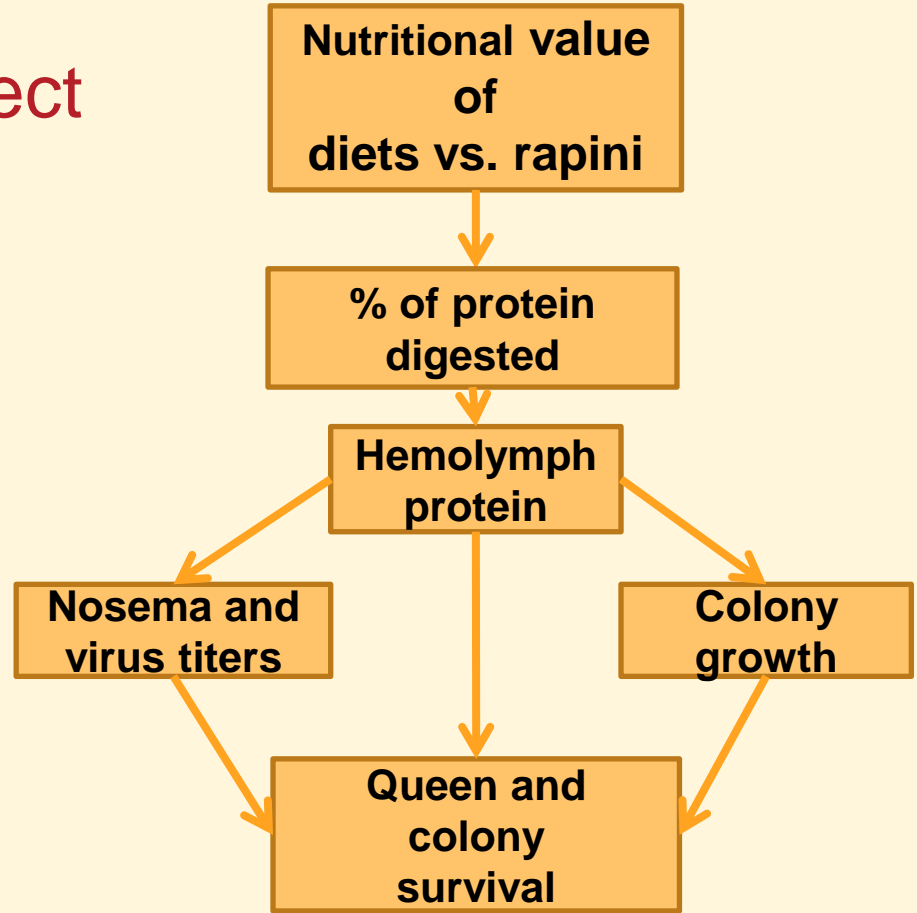 ect
Nutritional value
of
diets vs. rapini
% of protein
digested
Hemolymph
protein
Nosema and
virus titers
Colony
growth
Queen and
colony
survival